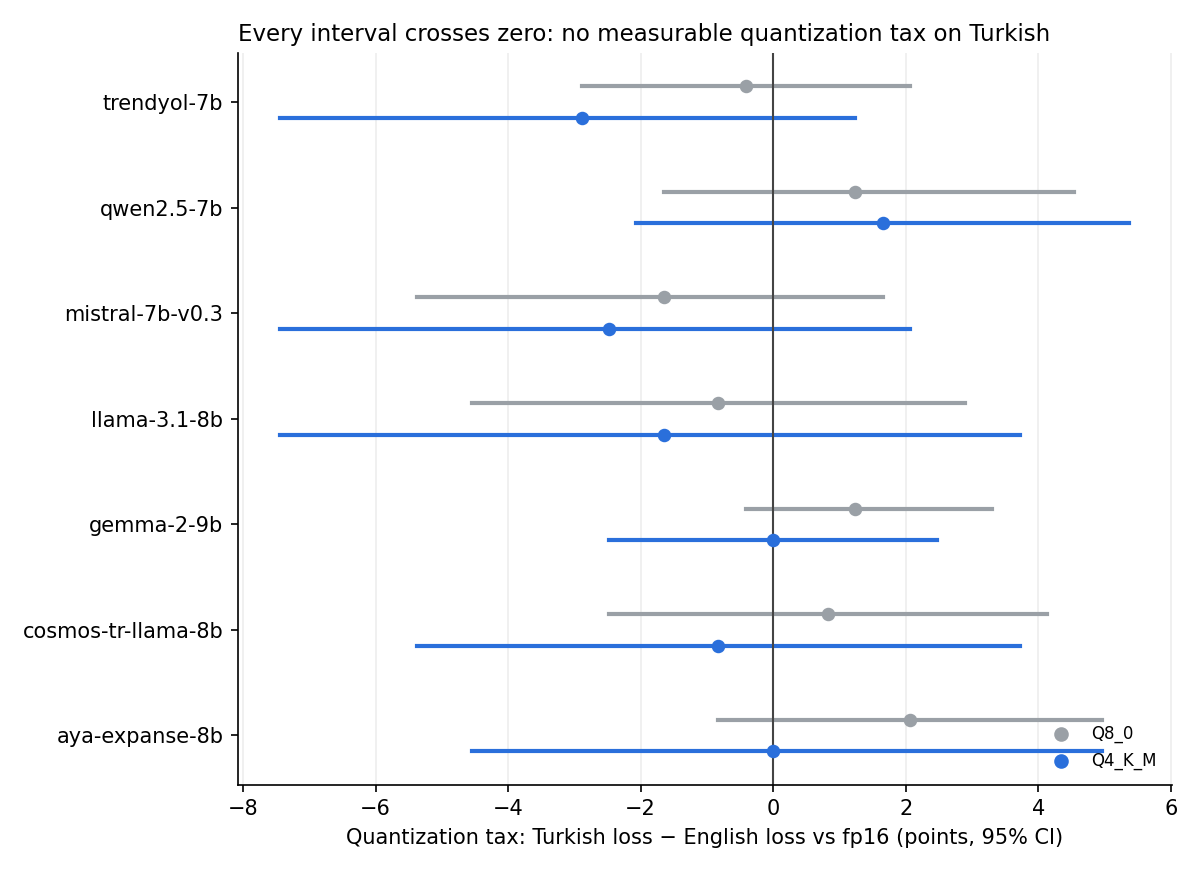 Every interval crosses zero: no measurable quantization tax on Turkish
trendyol-7b
qwen2.5-7b
mistral-7b-v0.3
llama-3.1-8b
gemma-2-9b
cosmos-tr-llama-8b
aya-expanse-8b
Q8_0
Q4_K_M
−8 −6 −4 −2 0 2 4 6
Quantization tax: Turkish loss − English loss vs fp16 (points, 95% CI)